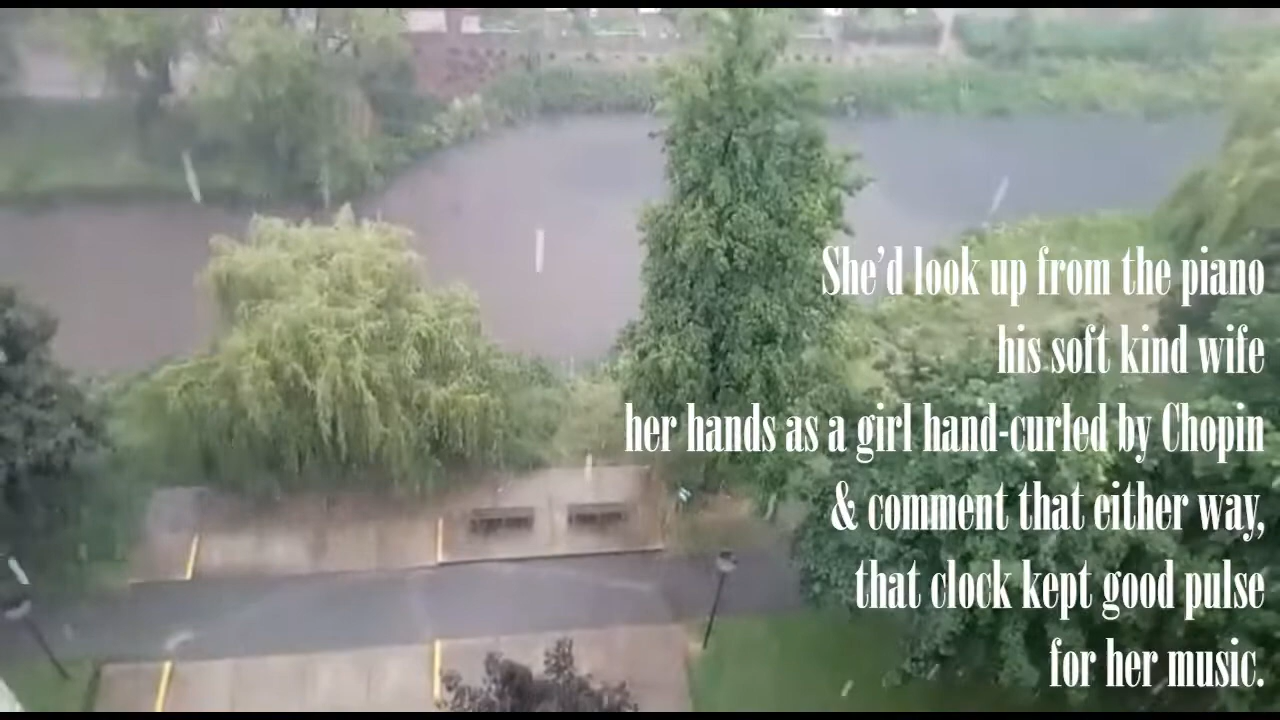 She’d look up from the piano
his soft kind wife
her hands as a girl hand-curled by Chopin
& comment that either way,
that clock kept good pulse
for her music.